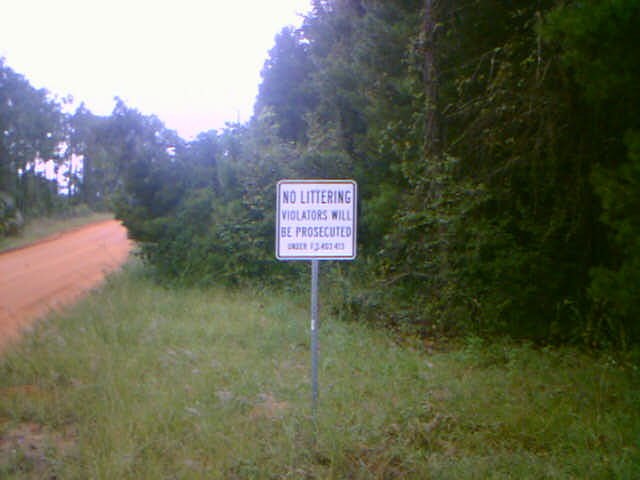 NO LITTERING
VIOLATORS WILL
BE PROSECUTED
UNDER F.S. 403.413